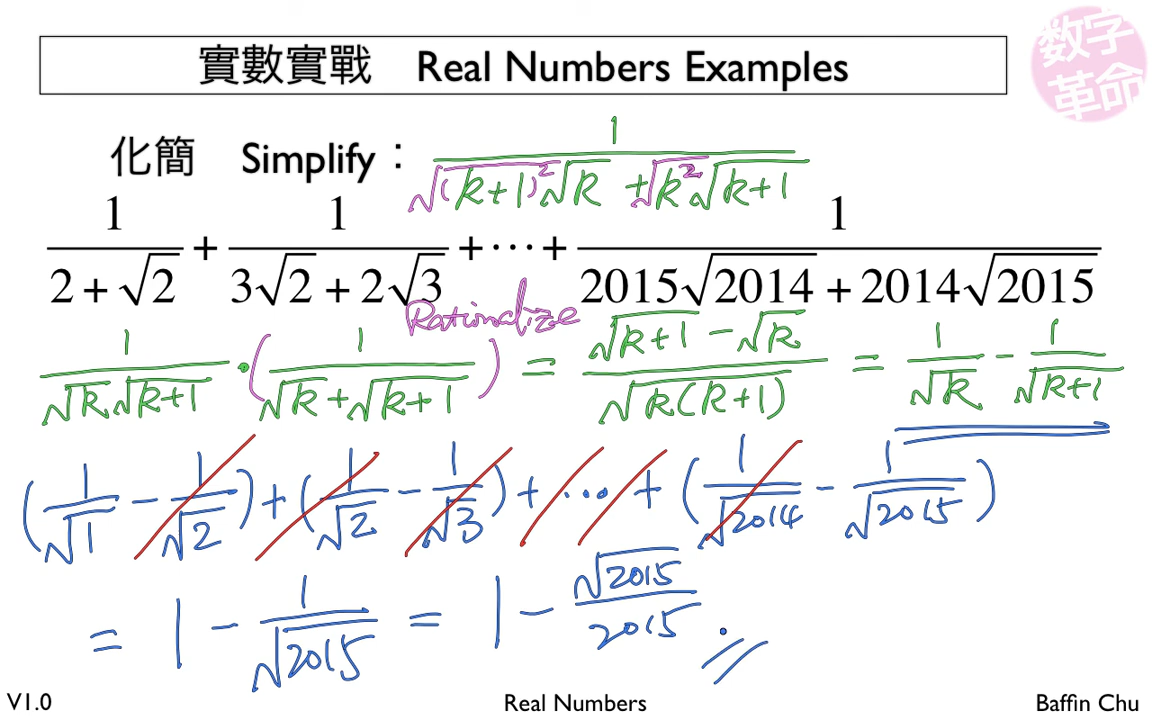 数字
革命
實數實戰 Real Numbers Examples
化簡 Simplify：
1/(√(k+1)²√k + √k²√k+1)
1/(2 + √2) + 1/(3√2 + 2√3) + ⋯ + 1/(2015√2014 + 2014√2015)
Rationalize
1/(√k√k+1) · (1/(√k + √k+1)) = (√k+1 − √k)/√k(k+1) = 1/√k − 1/√k+1
(1/√1 − 1/√2) + (1/√2 − 1/√3) + ⋯ + (1/√2014 − 1/√2015)
= 1 − 1/√2015 = 1 − √2015/2015 //
V1.0 Real Numbers Baffin Chu